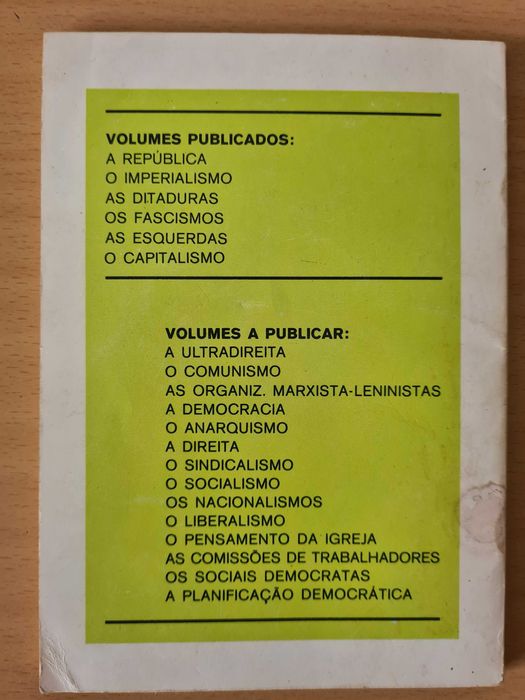 VOLUMES PUBLICADOS:
A REPÚBLICA
O IMPERIALISMO
AS DITADURAS
OS FASCISMOS
AS ESQUERDAS
O CAPITALISMO
VOLUMES A PUBLICAR:
A ULTRADIREITA
O COMUNISMO
AS ORGANIZ. MARXISTA-LENINISTAS
A DEMOCRACIA
O ANARQUISMO
A DIREITA
O SINDICALISMO
O SOCIALISMO
OS NACIONALISMOS
O LIBERALISMO
O PENSAMENTO DA IGREJA
AS COMISSÕES DE TRABALHADORES
OS SOCIAIS DEMOCRATAS
A PLANIFICAÇÃO DEMOCRÁTICA